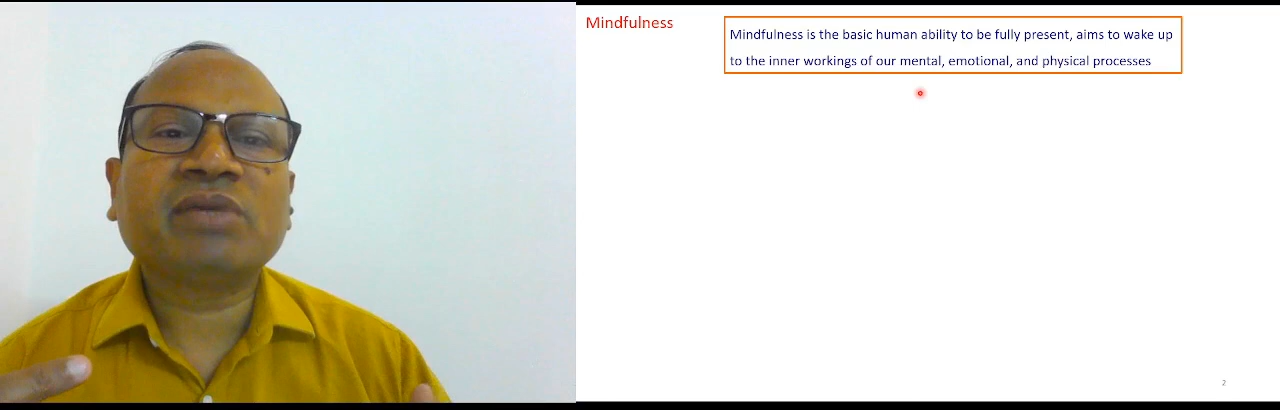 Mindfulness
Mindfulness is the basic human ability to be fully present, aims to wake up
to the inner workings of our mental, emotional, and physical processes
2